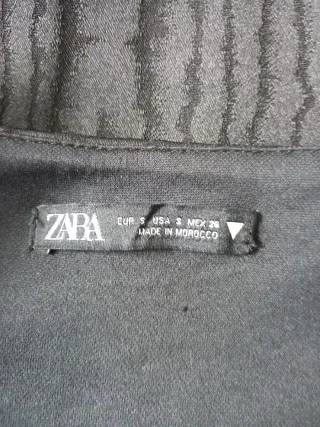 ZARA
EUR S USA S MEX 26
MADE IN MOROCCO